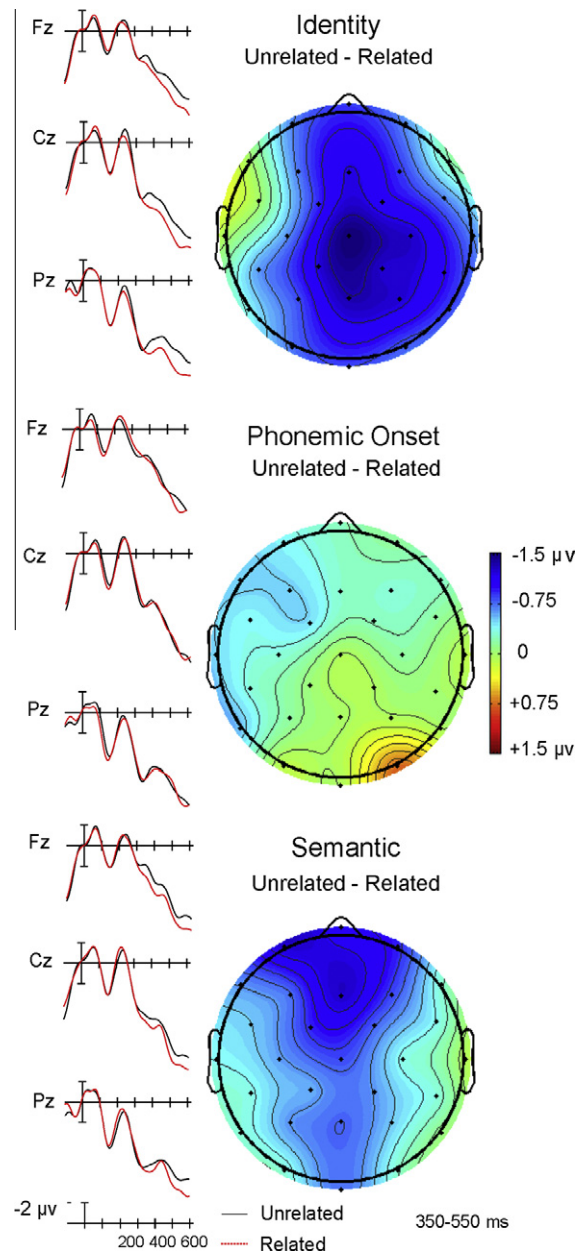 Identity
Unrelated - Related
Fz
Cz
Pz
Phonemic Onset
Unrelated - Related
Fz
Cz
Pz
-1.5 μv
-0.75
0
+0.75
+1.5 μv
Semantic
Unrelated - Related
Fz
Cz
Pz
-2 μv
200 400 600
Unrelated
Related
350-550 ms